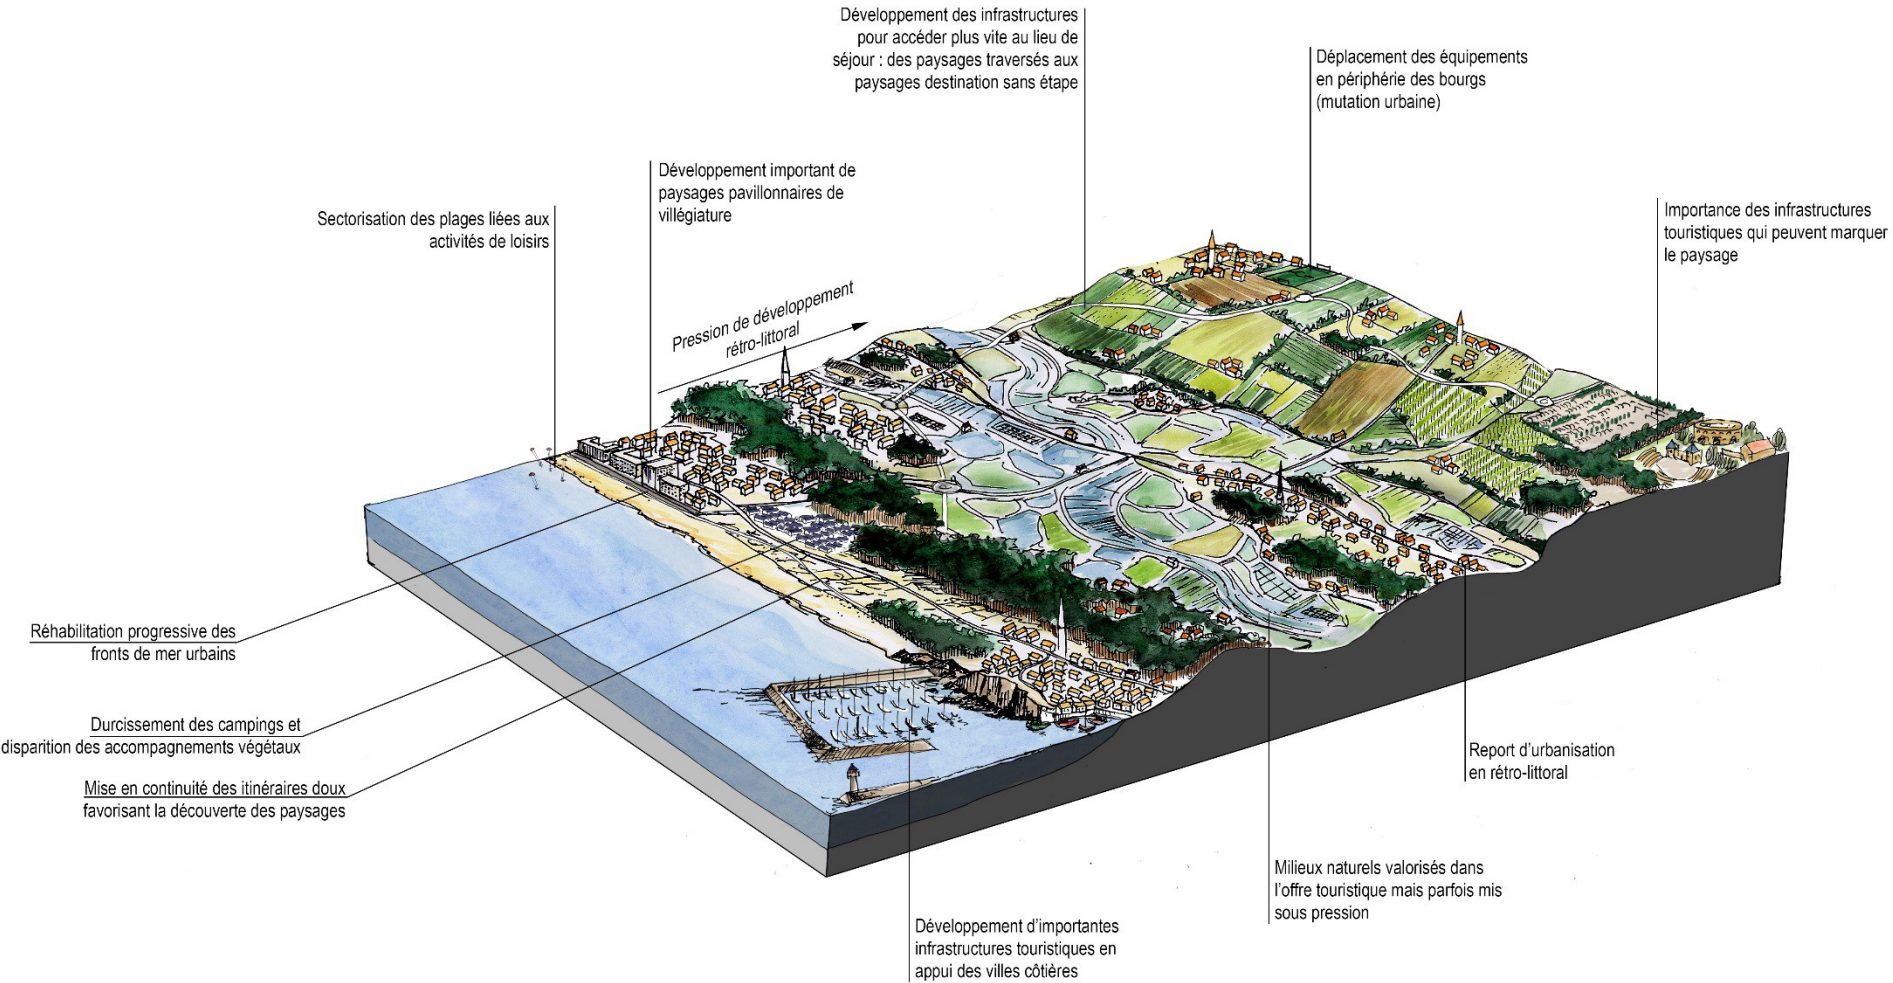 Développement des infrastructures
pour accéder plus vite au lieu de
séjour : des paysages traversés aux
paysages destination sans étape
Déplacement des équipements
en périphérie des bourgs
(mutation urbaine)
Développement important de
paysages pavillonnaires de
villégiature
Sectorisation des plages liées aux
activités de loisirs
Importance des infrastructures
touristiques qui peuvent marquer
le paysage
Pression de développement
rétro-littoral
Réhabilitation progressive des
fronts de mer urbains
Durcissement des campings et
disparition des accompagnements végétaux
Mise en continuité des itinéraires doux
favorisant la découverte des paysages
Report d'urbanisation
en rétro-littoral
Milieux naturels valorisés dans
l'offre touristique mais parfois mis
sous pression
Développement d'importantes
infrastructures touristiques en
appui des villes côtières